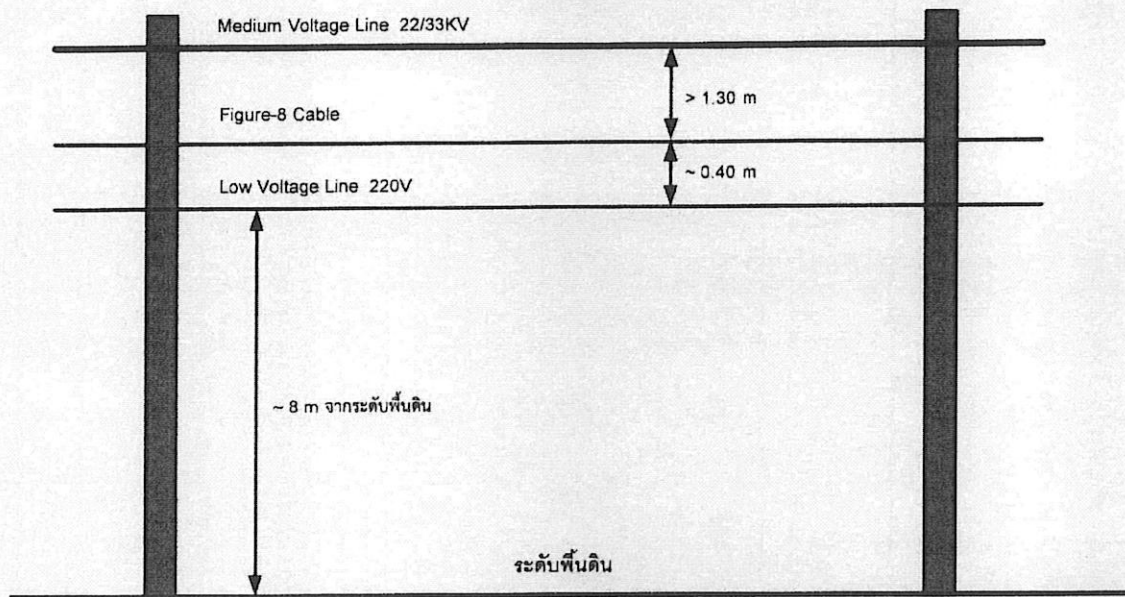 Medium Voltage Line 22/33KV
> 1.30 m
Figure-8 Cable
~ 0.40 m
Low Voltage Line 220V
~ 8 m จากระดับพื้นดิน
ระดับพื้นดิน